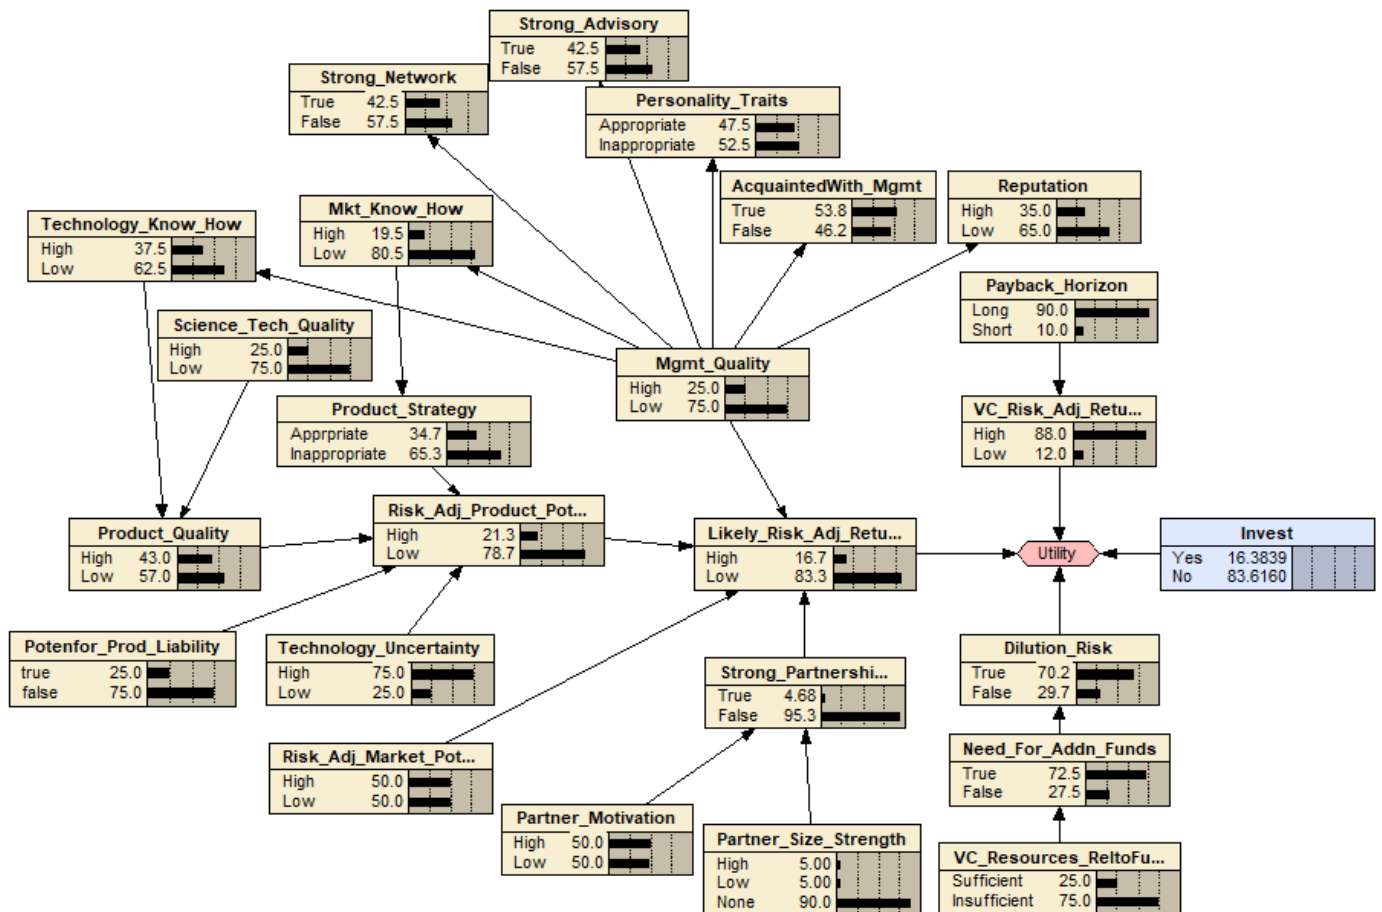 Strong_Advisory
True 42.5
False 57.5
Strong_Network
True 42.5
False 57.5
Personality_Traits
Appropriate 47.5
Inappropriate 52.5
AcquaintedWith_Mgmt
True 53.8
False 46.2
Reputation
High 35.0
Low 65.0
Mkt_Know_How
High 19.5
Low 80.5
Technology_Know_How
High 37.5
Low 62.5
Payback_Horizon
Long 90.0
Short 10.0
Science_Tech_Quality
High 25.0
Low 75.0
Mgmt_Quality
High 25.0
Low 75.0
Product_Strategy
Apprpriate 34.7
Inappropriate 65.3
VC_Risk_Adj_Retu...
High 88.0
Low 12.0
Risk_Adj_Product_Pot...
High 21.3
Low 78.7
Product_Quality
High 43.0
Low 57.0
Likely_Risk_Adj_Retu...
High 16.7
Low 83.3
Utility
Invest
Yes 16.3839
No 83.6160
Potenfor_Prod_Liability
true 25.0
false 75.0
Technology_Uncertainty
High 75.0
Low 25.0
Dilution_Risk
True 70.2
False 29.7
Strong_Partnershi...
True 4.68
False 95.3
Risk_Adj_Market_Pot...
High 50.0
Low 50.0
Need_For_Addn_Funds
True 72.5
False 27.5
Partner_Motivation
High 50.0
Low 50.0
Partner_Size_Strength
High 5.00
Low 5.00
None 90.0
VC_Resources_ReltoFu...
Sufficient 25.0
Insufficient 75.0